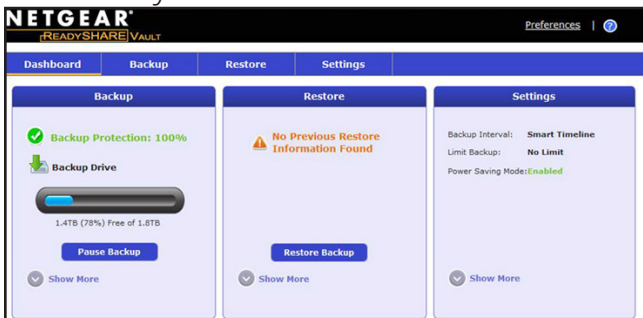 NETGEAR
READYSHARE VAULT
Preferences | ?
Dashboard Backup Restore Settings
Backup
Backup Protection: 100%
Backup Drive
1.4TB (78%) Free of 1.8TB
Pause Backup
Show More
Restore
No Previous Restore
Information Found
Restore Backup
Show More
Settings
Backup Interval: Smart Timeline
Limit Backup: No Limit
Power Saving Mode:Enabled
Show More